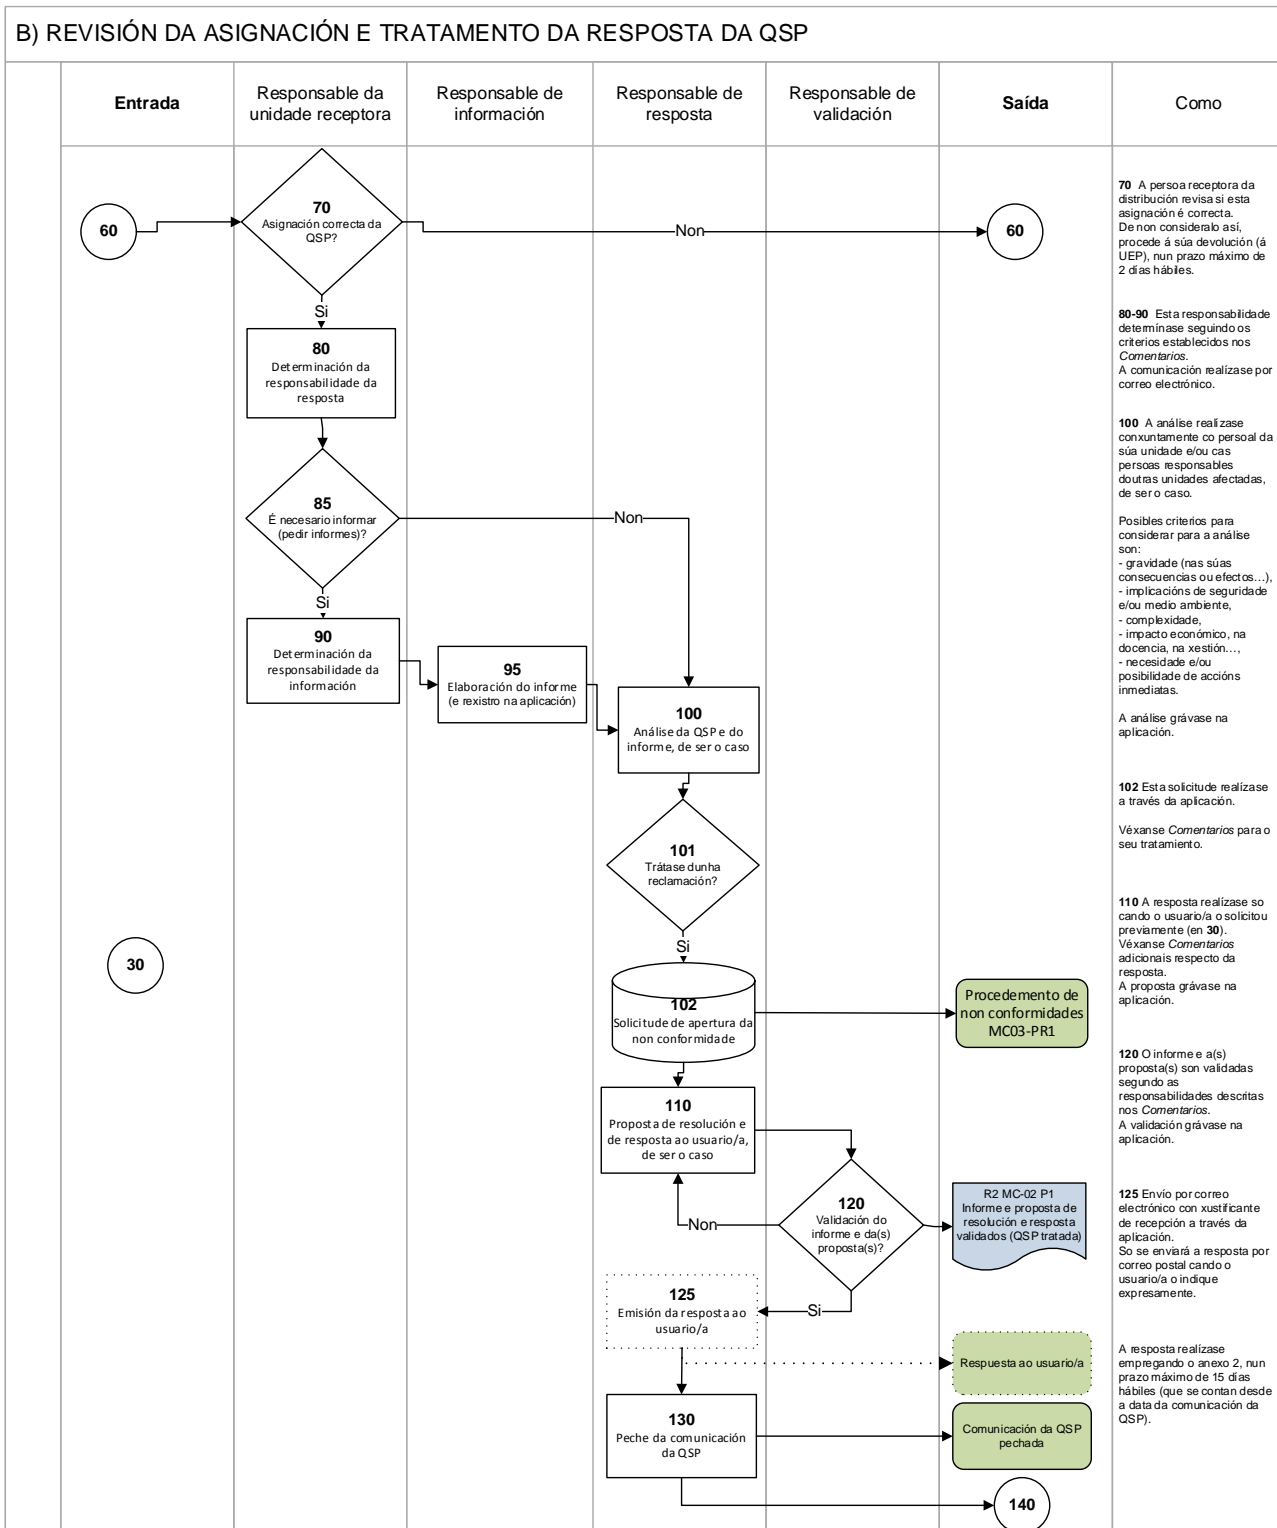 B) REVISIÓN DA ASIGNACIÓN E TRATAMENTO DA RESPOSTA DA QSP
Entrada
Responsable da
unidade receptora
Responsable de
información
Responsable de
resposta
Responsable de
validación
Saída
Como
60
70
Asignación correcta da
QSP?
Non
60
Si
80
Determinación da
responsabilidade da
resposta
85
É necesario informar
(pedir informes)?
Non
Si
90
Determinación da
responsabilidade da
información
95
Elaboración do informe
(e rexistro na aplicación)
100
Análise da QSP e do
informe, de ser o caso
101
Trátase dunha
reclamación?
Si
30
102
Solicitude de apertura da
non conformidade
Procedemento de
non conformidades
MC03-PR1
110
Proposta de resolución e
de resposta ao usuario/a,
de ser o caso
120
Validación do
informe e da(s)
proposta(s)?
Non
R2 MC-02 P1
Informe e proposta de
resolución e resposta
validados (QSP tratada)
Si
125
Emisión da resposta ao
usuario/a
Respuesta ao usuario/a
130
Peche da comunicación
da QSP
Comunicación da QSP
pechada
140
70 A persoa receptora da
distribución revisa si esta
asignación é correcta.
De non consideralo así,
procede á súa devolución (á
UEP), nun prazo máximo de
2 días hábiles.
80-90 Esta responsabilidade
determínase seguindo os
criterios establecidos nos
Comentarios.
A comunicación realízase por
correo electrónico.
100 A análise realízase
conxuntamente co persoal da
súa unidade e/ou cas
persoas responsables
doutras unidades afectadas,
de ser o caso.
Posibles criterios para
considerar para a análise
son:
- gravidade (nas súas
consecuencias ou efectos...),
- implicacións de seguridade
e/ou medio ambiente,
- complexidade,
- impacto económico, na
docencia, na xestión...,
- necesidade e/ou
posibilidade de accións
inmediatas.
A análise grávase na
aplicación.
102 Esta solicitude realízase
a través da aplicación.
Véxanse Comentarios para o
seu tratamiento.
110 A resposta realízase so
cando o usuario/a o solicitou
previamente (en 30).
Véxanse Comentarios
adicionais respecto da
resposta.
A proposta grávase na
aplicación.
120 O informe e a(s)
proposta(s) son validadas
segundo as
responsabilidades descritas
nos Comentarios.
A validación grávase na
aplicación.
125 Envío por correo
electrónico con xustificante
de recepción a través da
aplicación.
So se enviará a resposta por
correo postal cando o
usuario/a o indique
expresamente.
A resposta realízase
empregando o anexo 2, nun
prazo máximo de 15 días
hábiles (que se contan desde
a data da comunicación da
QSP).